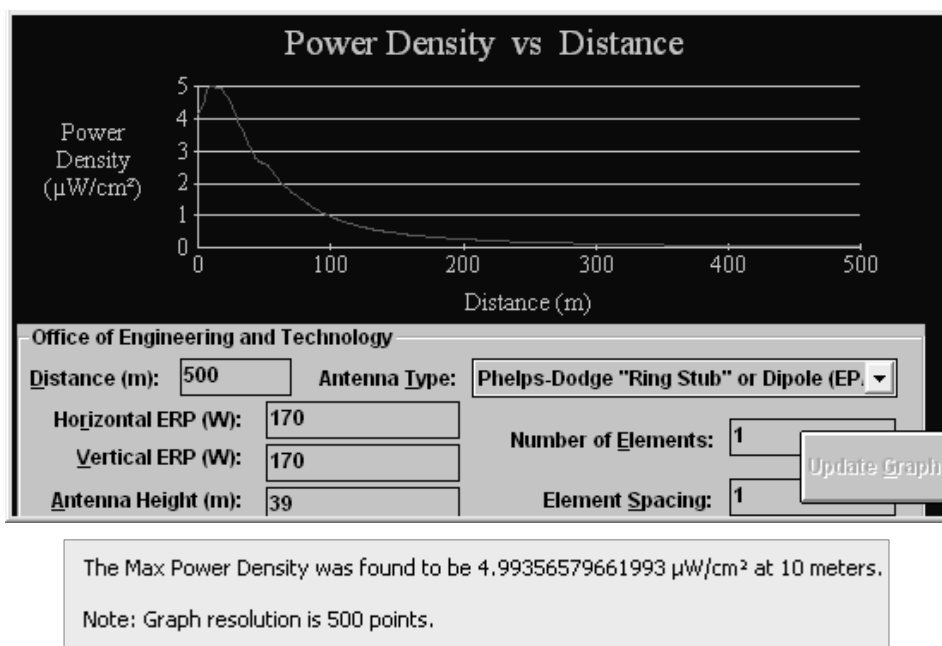 Power Density vs Distance
5
4
3
2
1
0
Power
Density
(µW/cm²)
0 100 200 300 400 500
Distance (m)
Office of Engineering and Technology
Distance (m): 500 Antenna Type: Phelps-Dodge "Ring Stub" or Dipole (EP
Horizontal ERP (W): 170 Number of Elements: 1
Vertical ERP (W): 170 Update Graph
Antenna Height (m): 39 Element Spacing: 1
The Max Power Density was found to be 4.99356579661993 µW/cm² at 10 meters.
Note: Graph resolution is 500 points.